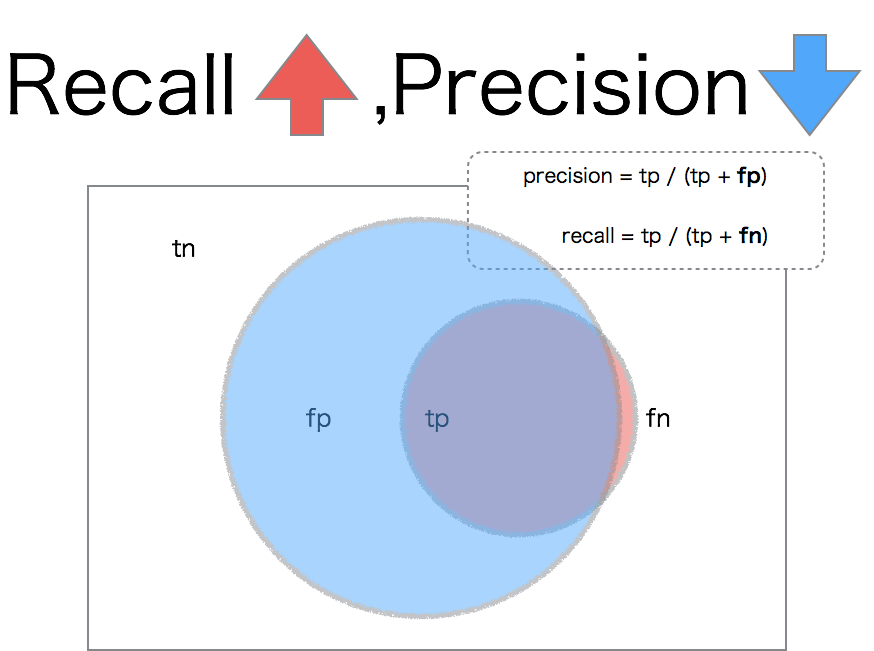 Recall ,Precision
precision = tp / (tp + fp)
recall = tp / (tp + fn)
tn
fp tp fn